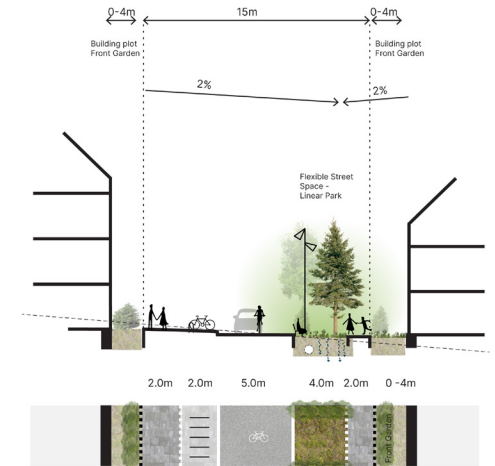 0-4m
15m
0-4m
Building plot
Front Garden
Building plot
Front Garden
2%
2%
Flexible Street
Space -
Linear Park
2.0m
2.0m
5.0m
4.0m
2.0m
0 -4m
Front Garden